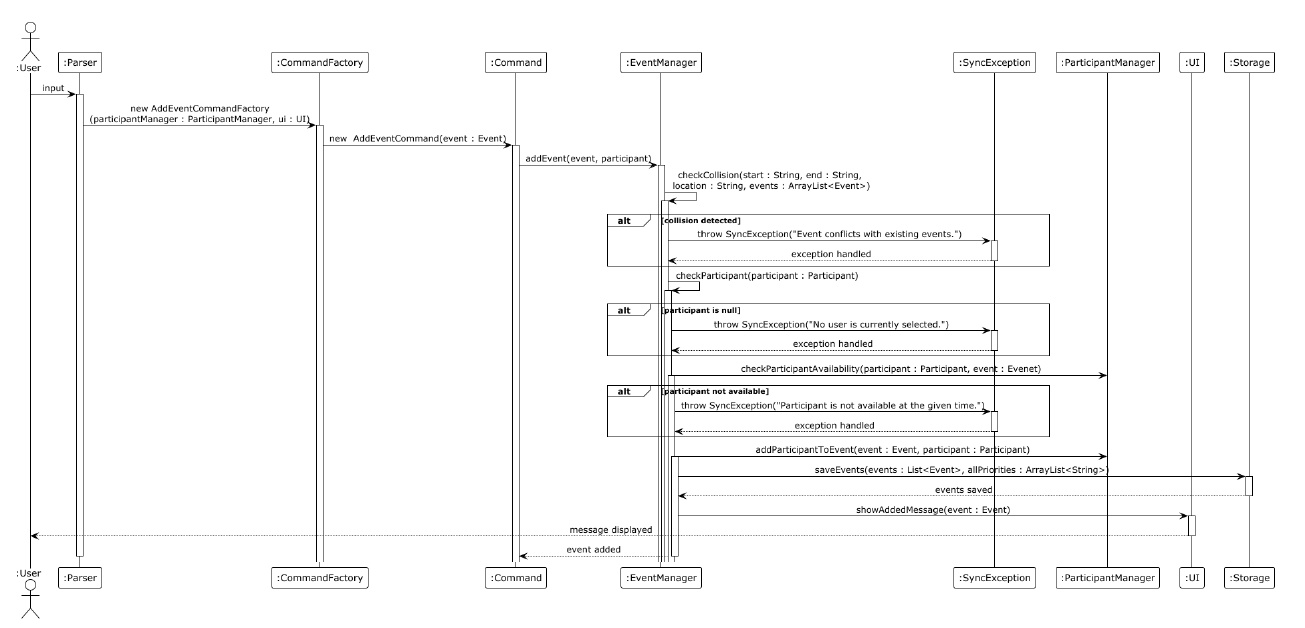 :User
:Parser
:CommandFactory
:Command
:EventManager
:SyncException
:ParticipantManager
:UI
:Storage
input
new AddEventCommandFactory
(participantManager : ParticipantManager, ui : UI)
new AddEventCommand(event : Event)
addEvent(event, participant)
checkCollision(start : String, end : String,
location : String, events : ArrayList<Event>)
alt
[collision detected]
throw SyncException("Event conflicts with existing events.")
exception handled
checkParticipant(participant : Participant)
alt
[participant is null]
throw SyncException("No user is currently selected.")
exception handled
checkParticipantAvailability(participant : Participant, event : Evenet)
alt
[participant not available]
throw SyncException("Participant is not available at the given time.")
exception handled
addParticipantToEvent(event : Event, participant : Participant)
saveEvents(events : List<Event>, allPriorities : ArrayList<String>)
events saved
showAddedMessage(event : Event)
message displayed
event added
:User
:Parser
:CommandFactory
:Command
:EventManager
:SyncException
:ParticipantManager
:UI
:Storage